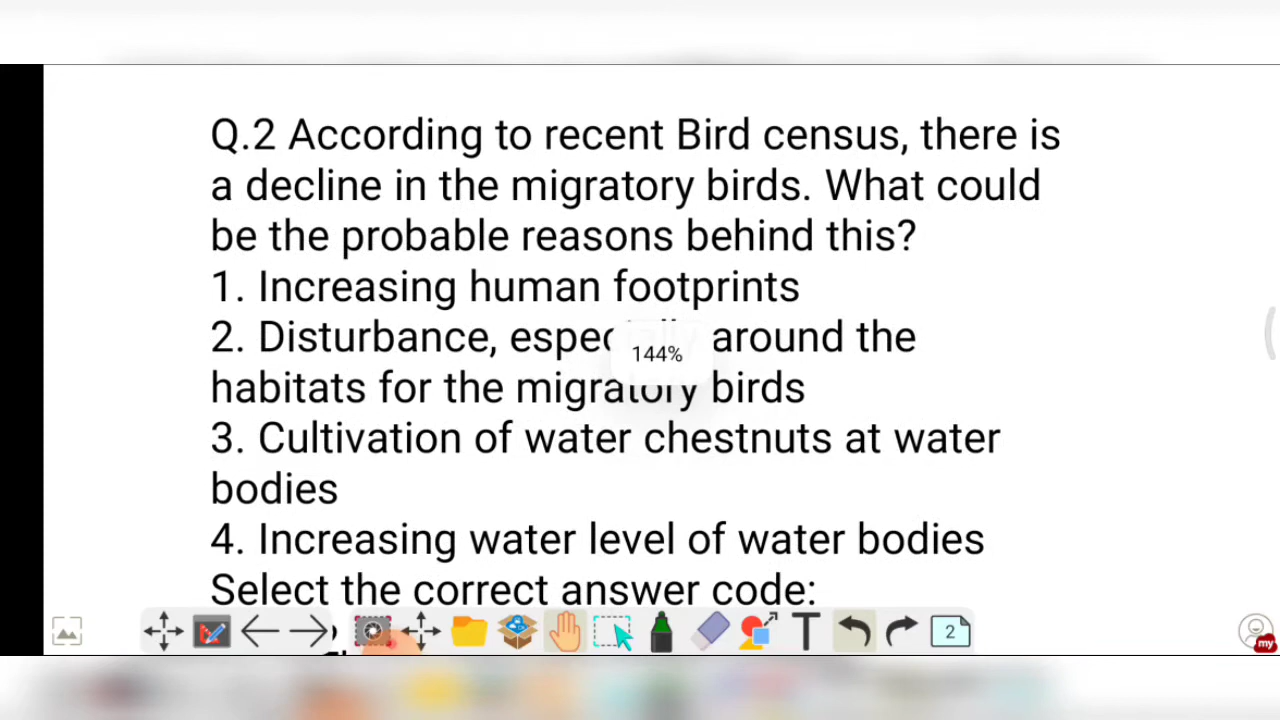 Q.2 According to recent Bird census, there is
a decline in the migratory birds. What could
be the probable reasons behind this?
1. Increasing human footprints
2. Disturbance, around the
144%
habitats for the migratory birds
3. Cultivation of water chestnuts at water
bodies
4. Increasing water level of water bodies
Select the correct answer code:
T
2
my